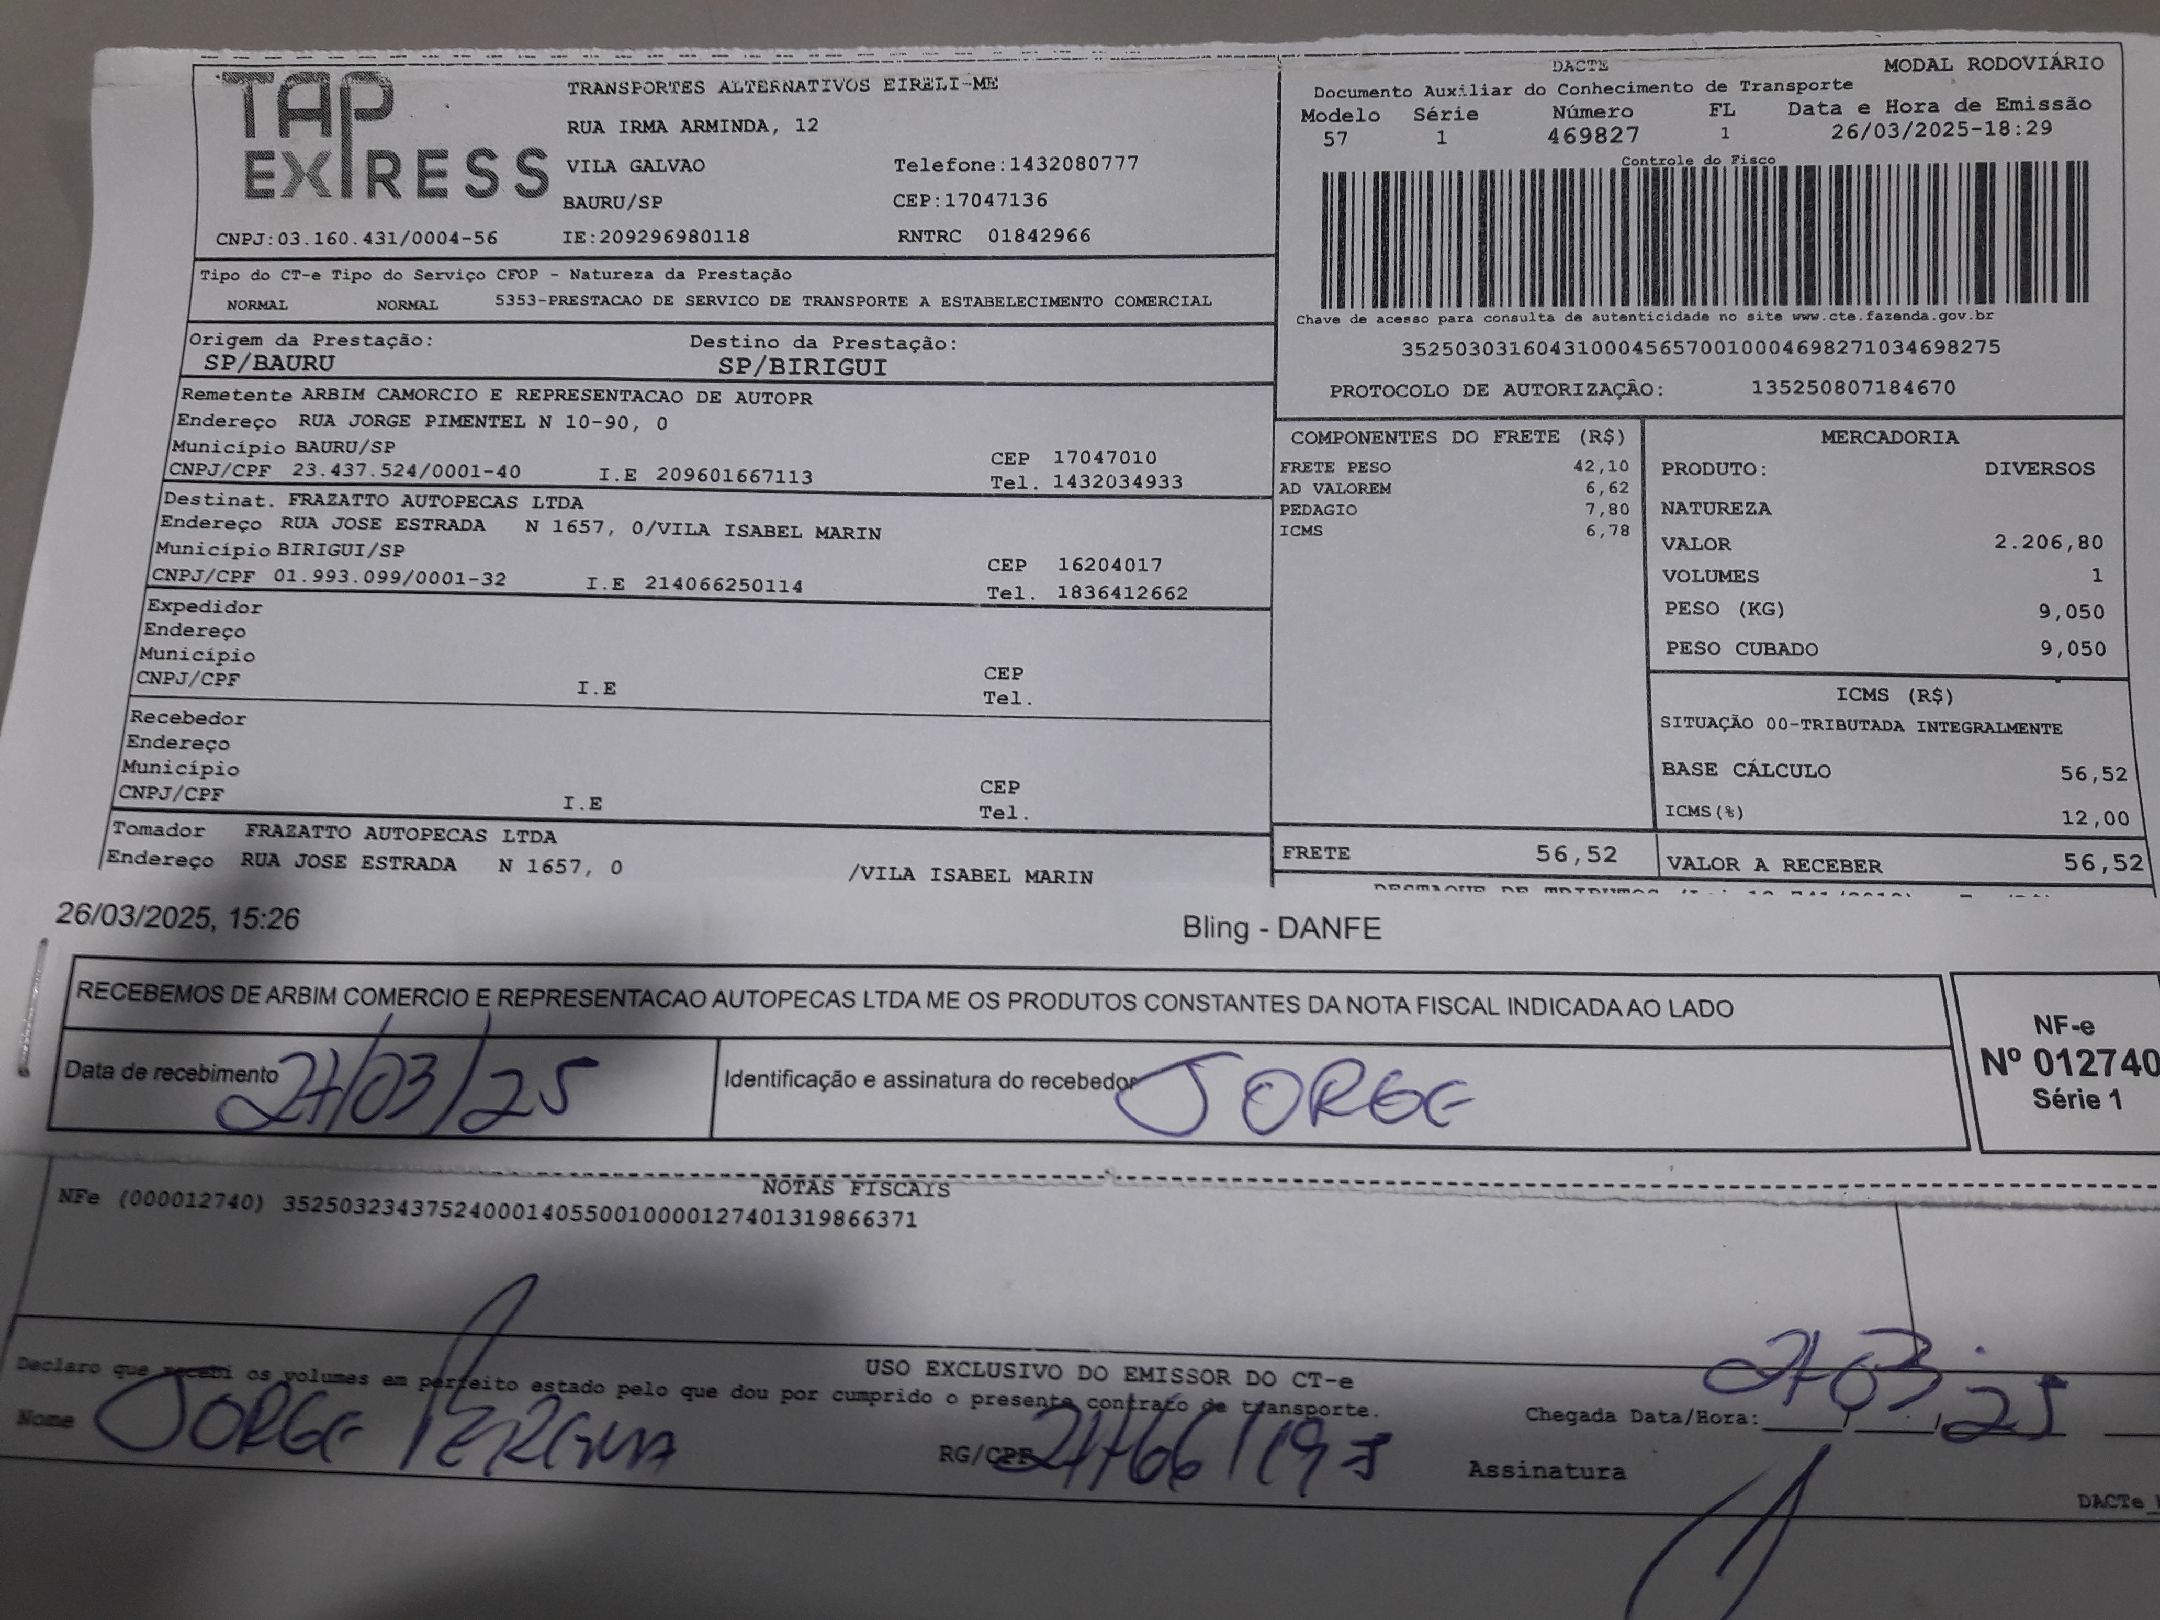 TAP EXPRESS
TRANSPORTES ALTERNATIVOS EIRELI-ME
RUA IRMA ARMINDA, 12
VILA GALVAO Telefone:1432080777
BAURU/SP CEP:17047136
CNPJ:03.160.431/0004-56 IE:209296980118 RNTRC 01842966
DACTE MODAL RODOVIÁRIO
Documento Auxiliar do Conhecimento de Transporte
Modelo Série Número FL Data e Hora de Emissão
57 1 469827 1 26/03/2025-18:29
Controle do Fisco
Chave de acesso para consulta de autenticidade no site www.cte.fazenda.gov.br
35250303160431000456570010004698271034698275
PROTOCOLO DE AUTORIZAÇÃO: 135250807184670
Tipo do CT-e Tipo do Serviço CFOP - Natureza da Prestação
NORMAL NORMAL 5353-PRESTACAO DE SERVICO DE TRANSPORTE A ESTABELECIMENTO COMERCIAL
Origem da Prestação: Destino da Prestação:
SP/BAURU SP/BIRIGUI
Remetente ARBIM CAMORCIO E REPRESENTACAO DE AUTOPR
Endereço RUA JORGE PIMENTEL N 10-90, 0
Município BAURU/SP CEP 17047010
CNPJ/CPF 23.437.524/0001-40 I.E 209601667113 Tel. 1432034933
Destinat. FRAZATTO AUTOPECAS LTDA
Endereço RUA JOSE ESTRADA N 1657, 0/VILA ISABEL MARIN
Município BIRIGUI/SP CEP 16204017
CNPJ/CPF 01.993.099/0001-32 I.E 214066250114 Tel. 1836412662
Expedidor
Endereço
Município CEP
CNPJ/CPF I.E Tel.
Recebedor
Endereço
Município CEP
CNPJ/CPF I.E Tel.
Tomador FRAZATTO AUTOPECAS LTDA
Endereço RUA JOSE ESTRADA N 1657, 0 /VILA ISABEL MARIN
COMPONENTES DO FRETE (R$)
FRETE PESO 42,10
AD VALOREM 6,62
PEDAGIO 7,80
ICMS 6,78
FRETE 56,52
MERCADORIA
PRODUTO: DIVERSOS
NATUREZA
VALOR 2.206,80
VOLUMES 1
PESO (KG) 9,050
PESO CUBADO 9,050
ICMS (R$)
SITUAÇÃO 00-TRIBUTADA INTEGRALMENTE
BASE CÁLCULO 56,52
ICMS(%) 12,00
VALOR A RECEBER 56,52
26/03/2025, 15:26 Bling - DANFE
RECEBEMOS DE ARBIM COMERCIO E REPRESENTACAO AUTOPECAS LTDA ME OS PRODUTOS CONSTANTES DA NOTA FISCAL INDICADA AO LADO
Data de recebimento 27/03/25 Identificação e assinatura do recebedor JORGE
NF-e
Nº 012740
Série 1
NOTAS FISCAIS
NFe (000012740) 35250323437524000140550010000127401319866371
USO EXCLUSIVO DO EMISSOR DO CT-e
Declaro que recebi os volumes em perfeito estado pelo que dou por cumprido o presente contrato de transporte.
Nome JORGE RG/CPF Chegada Data/Hora: 27 03 25
Assinatura
DACTe